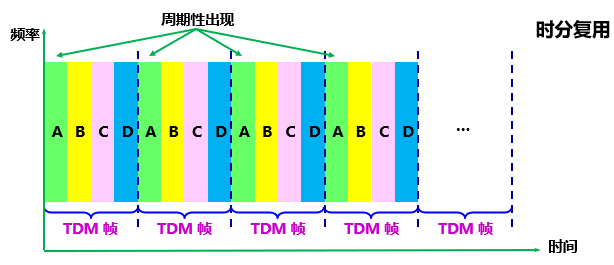 周期性出现
时分复用
频率
A B C D A B C D A B C D A B C D ...
TDM 帧 TDM 帧 TDM 帧 TDM 帧 TDM 帧
时间